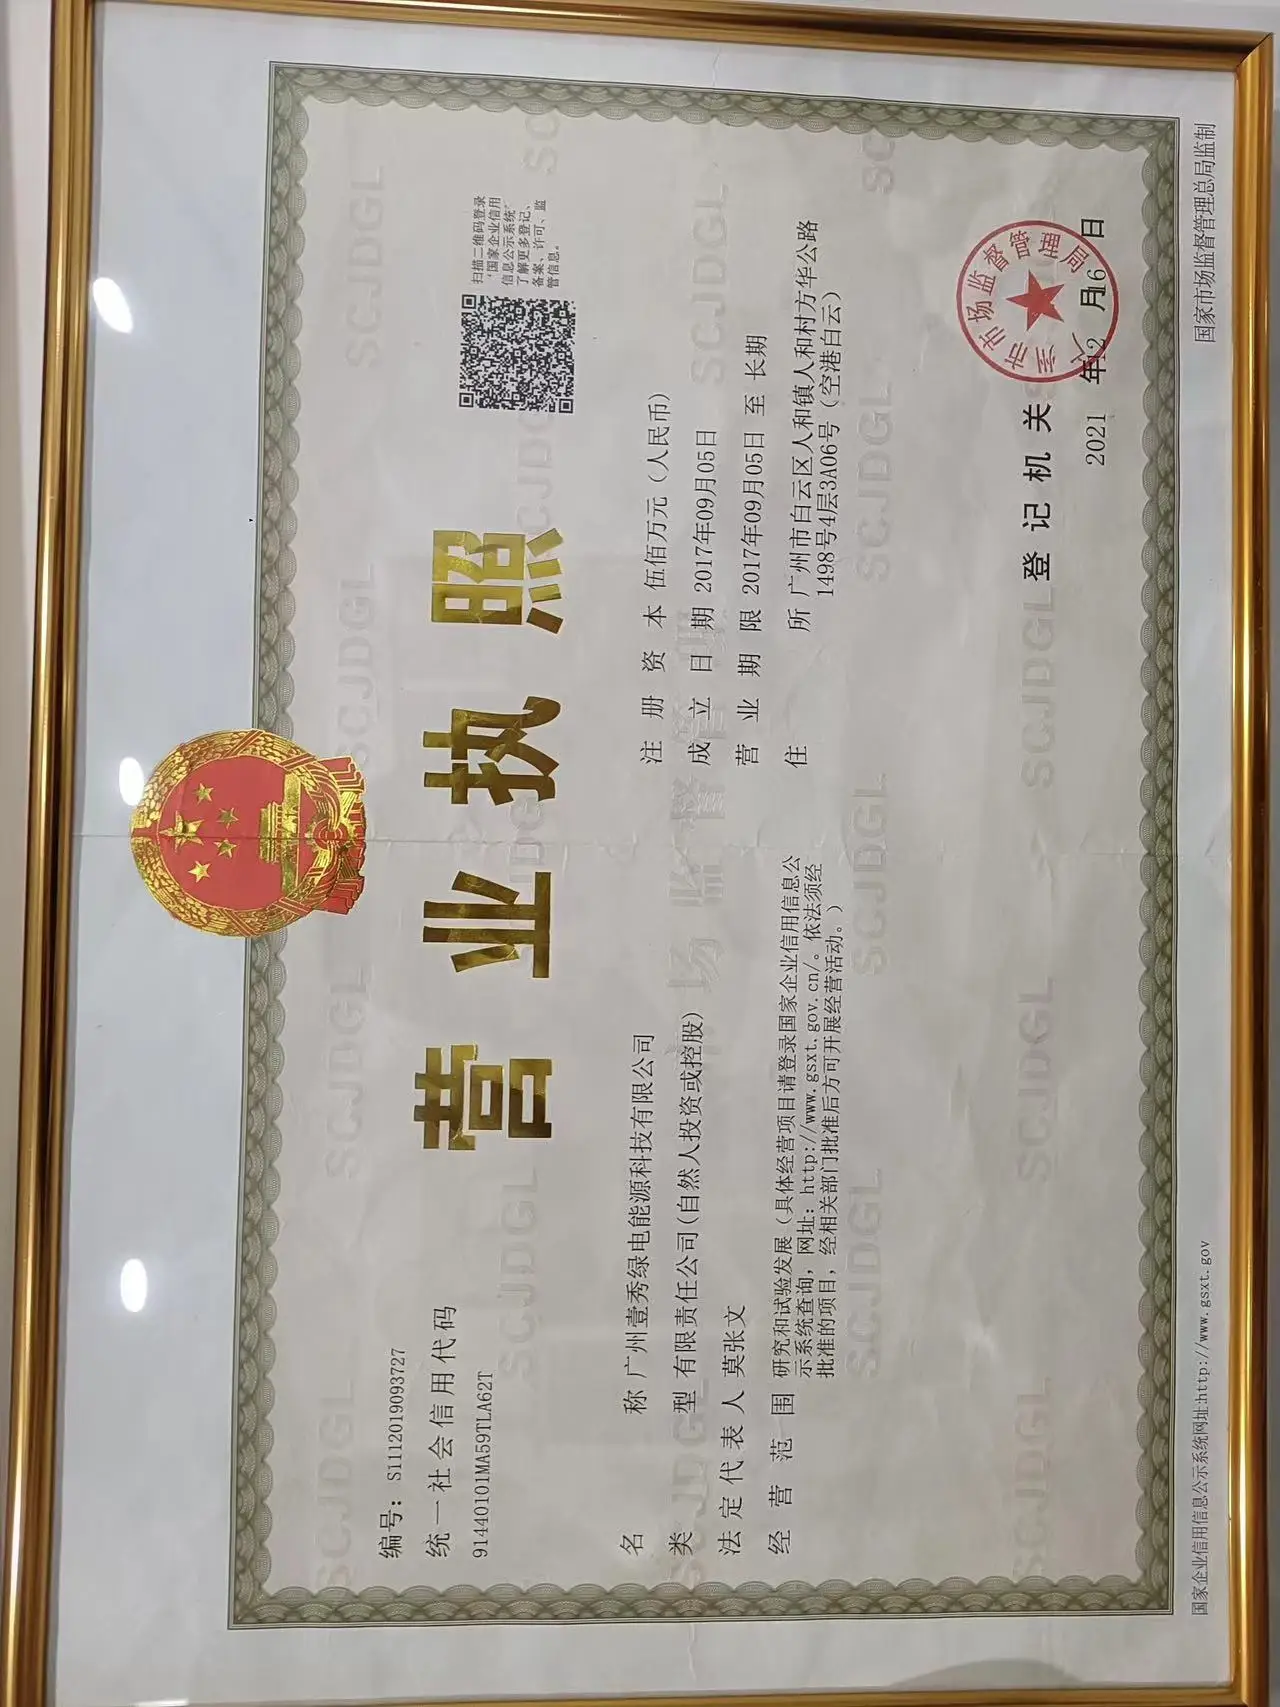 编号：S1112019093727
统一社会信用代码
91440101MA59TLA62T
营业执照
扫描二维码登录
“国家企业信用
信息公示系统”
了解更多登记、
备案、许可、监
管信息。
名称 广州壹秀绿电能源科技有限公司
类型 有限责任公司(自然人投资或控股)
法定代表人 莫张文
经营范围 研究和试验发展（具体经营项目请登录国家企业信用信息公
示系统查询，网址：http://www.gsxt.gov.cn/。依法须经
批准的项目，经相关部门批准后方可开展经营活动。）
注册资本 伍佰万元（人民币）
成立日期 2017年09月05日
营业期限 2017年09月05日 至 长期
住所 广州市白云区人和镇人和村方华公路
1498号4层3A06号（空港白云）
登记机关
市市场监督管理局
2021 年 12 月 16 日
国家企业信用信息公示系统网址:http://www.gsxt.gov
国家市场监督管理总局监制
SCJDGL